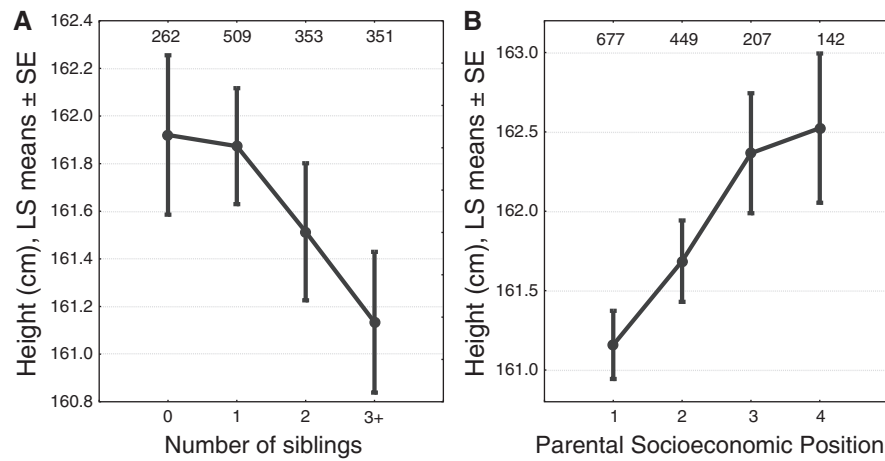 A
Height (cm), LS means ± SE
162.4
162.2
162.0
161.8
161.6
161.4
161.2
161.0
160.8
262 509 353 351
0 1 2 3+
Number of siblings
B
Height (cm), LS means ± SE
163.0
162.5
162.0
161.5
161.0
677 449 207 142
1 2 3 4
Parental Socioeconomic Position